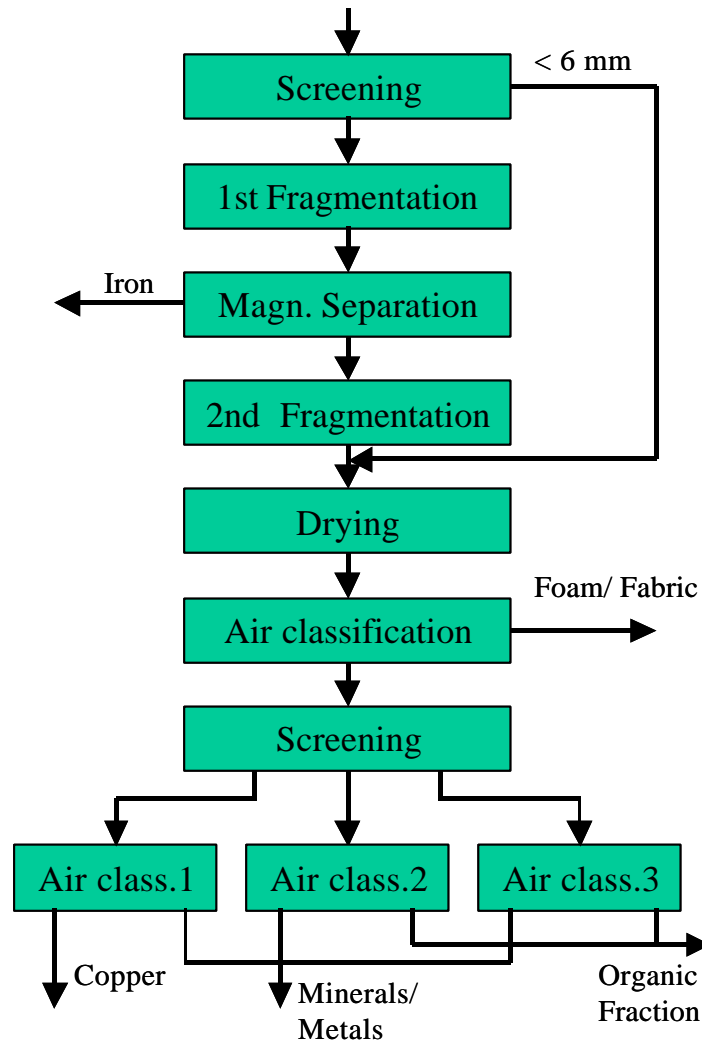 < 6 mm
Screening
1st Fragmentation
Iron
Magn. Separation
2nd Fragmentation
Drying
Foam/ Fabric
Air classification
Screening
Air class.1
Air class.2
Air class.3
Copper
Minerals/
Metals
Organic
Fraction